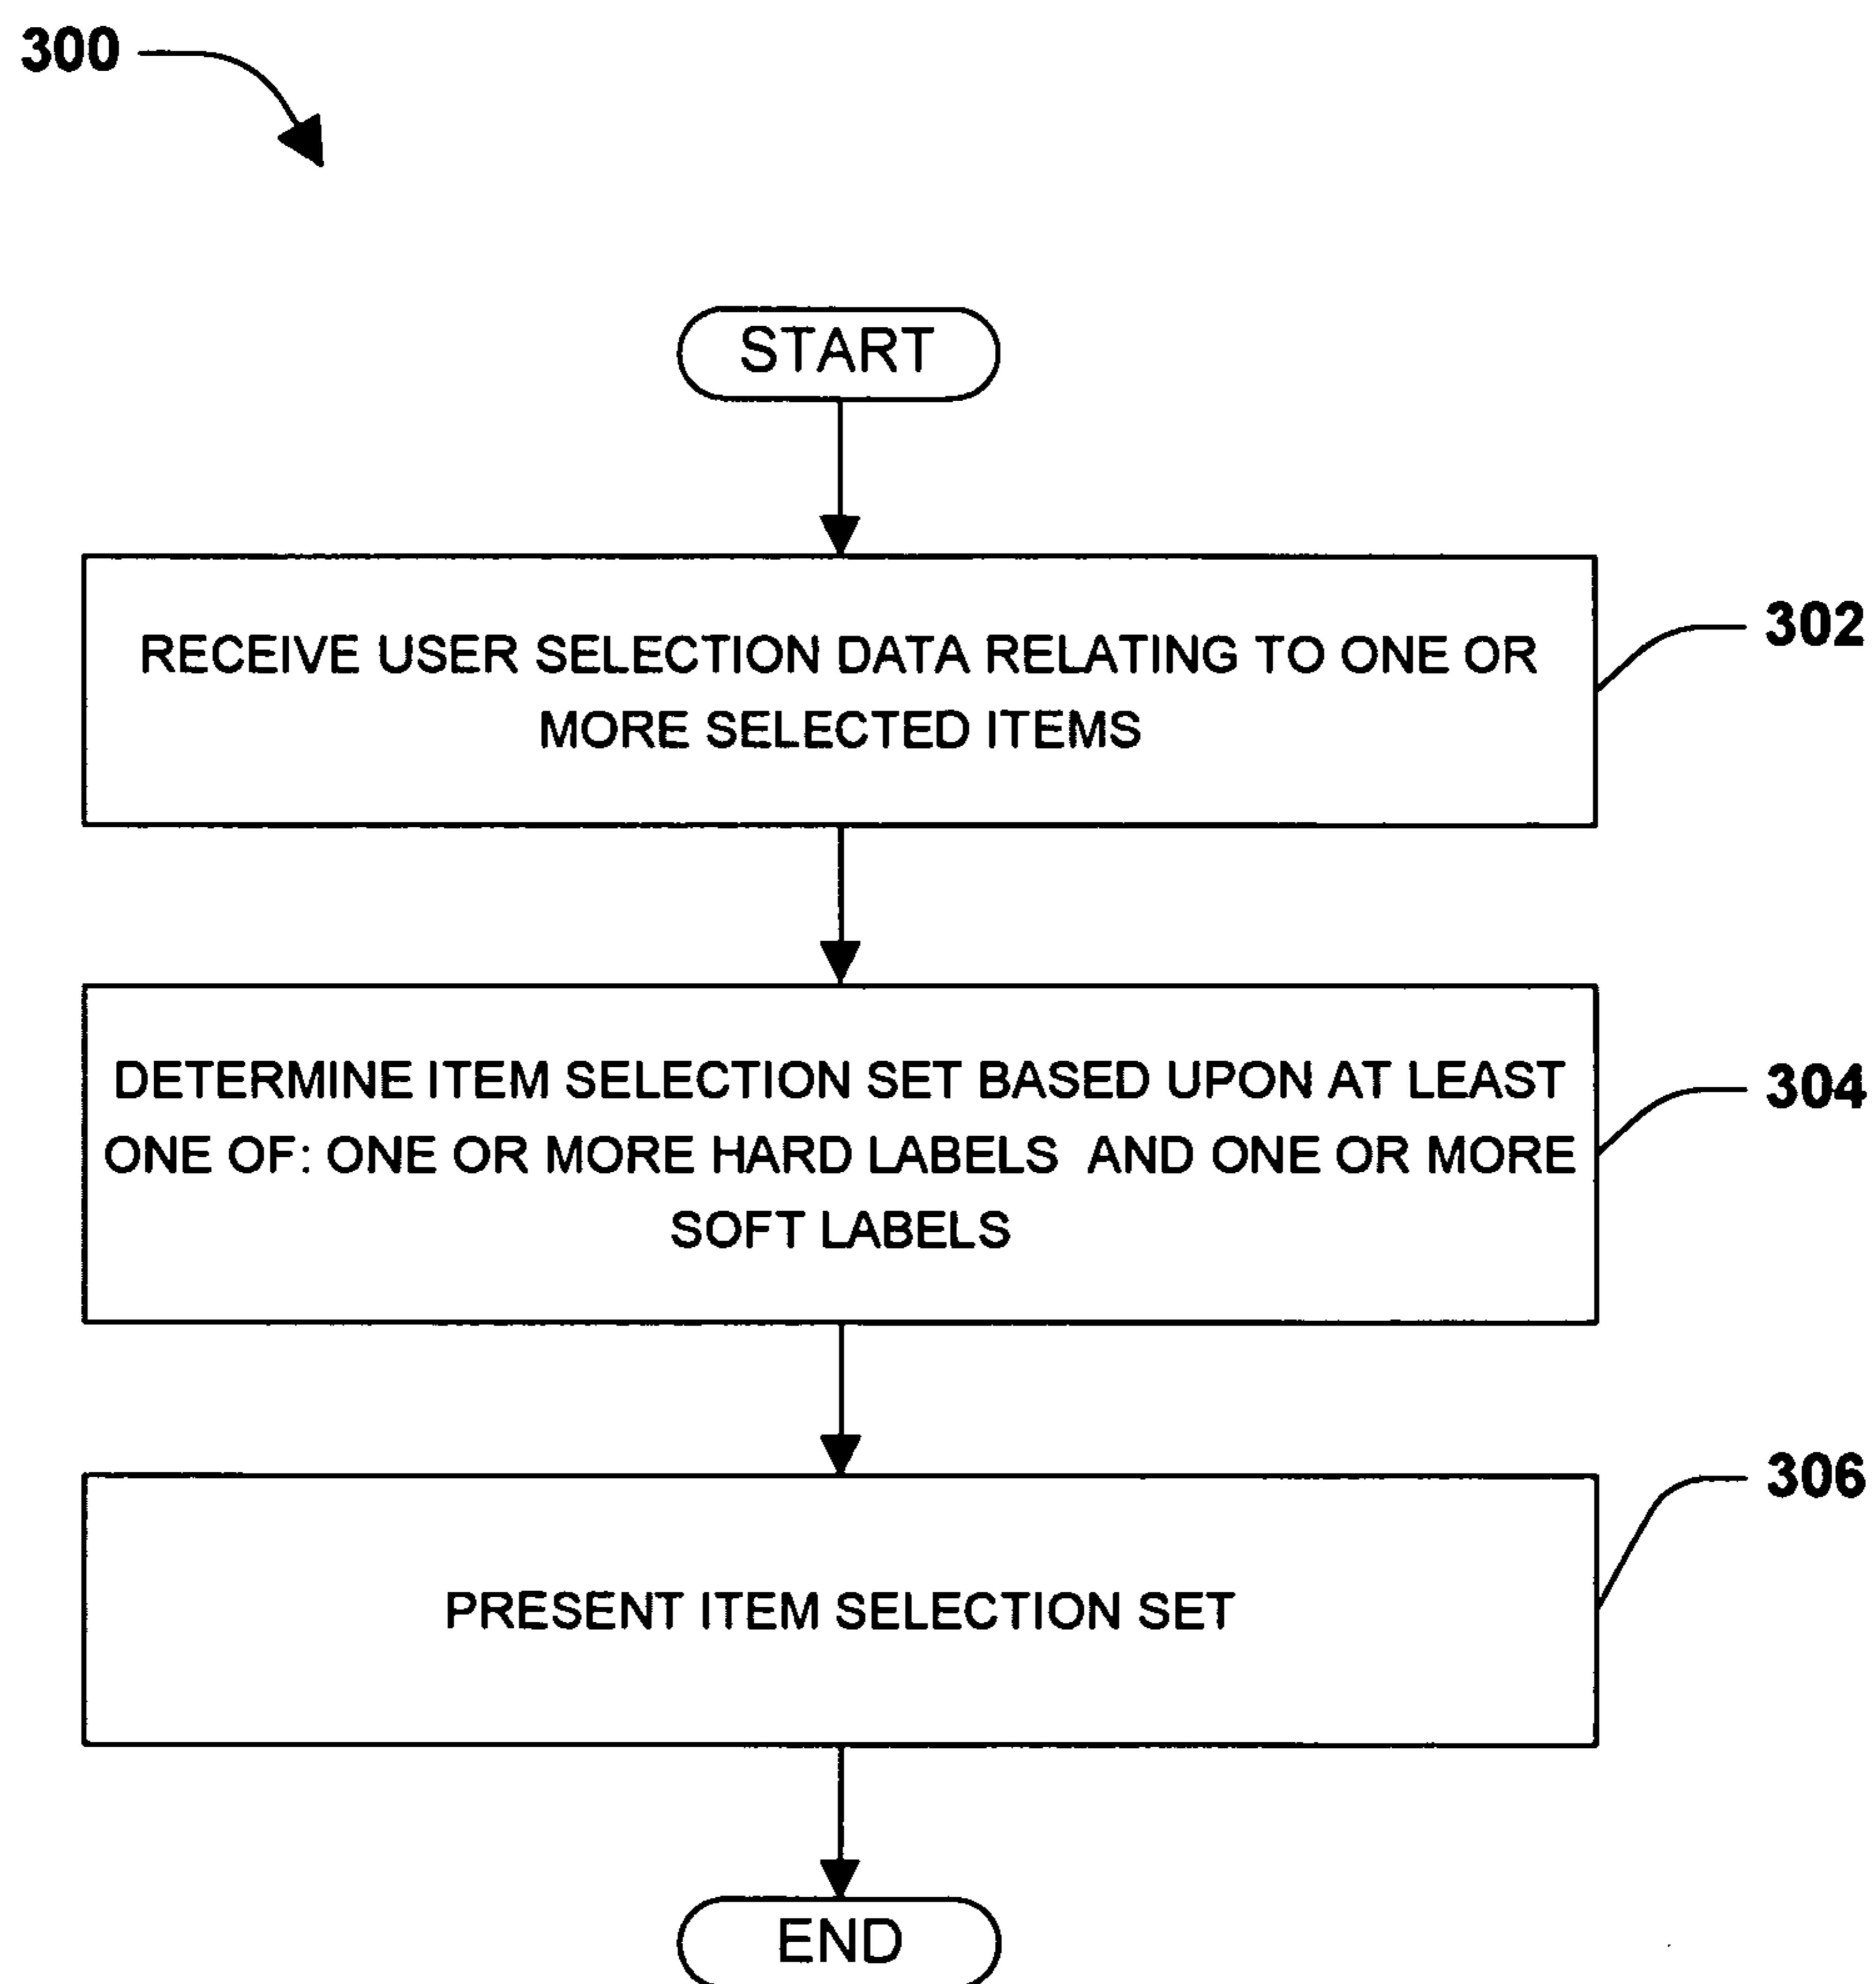 300
START
RECEIVE USER SELECTION DATA RELATING TO ONE OR
MORE SELECTED ITEMS
302
DETERMINE ITEM SELECTION SET BASED UPON AT LEAST
ONE OF: ONE OR MORE HARD LABELS AND ONE OR MORE
SOFT LABELS
304
PRESENT ITEM SELECTION SET
306
END